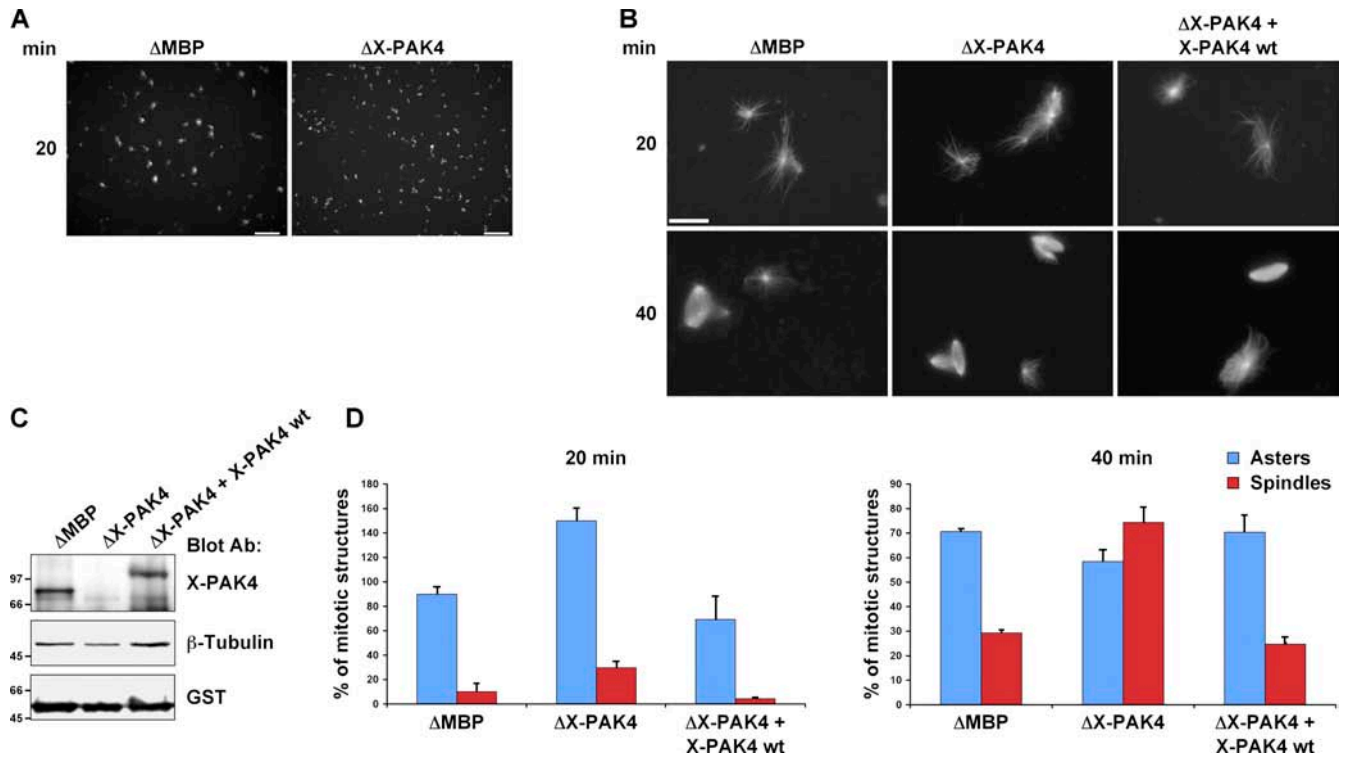 A
min
ΔMBP
ΔX-PAK4
20
B
min
ΔMBP
ΔX-PAK4
ΔX-PAK4 +
X-PAK4 wt
20
40
C
ΔMBP
ΔX-PAK4
ΔX-PAK4 + X-PAK4 wt
Blot Ab:
97
66
X-PAK4
45
β-Tubulin
66
45
GST
D
20 min
% of mitotic structures
180
160
140
120
100
80
60
40
20
0
ΔMBP
ΔX-PAK4
ΔX-PAK4 +
X-PAK4 wt
40 min
Asters
Spindles
% of mitotic structures
90
80
70
60
50
40
30
20
10
0
ΔMBP
ΔX-PAK4
ΔX-PAK4 +
X-PAK4 wt